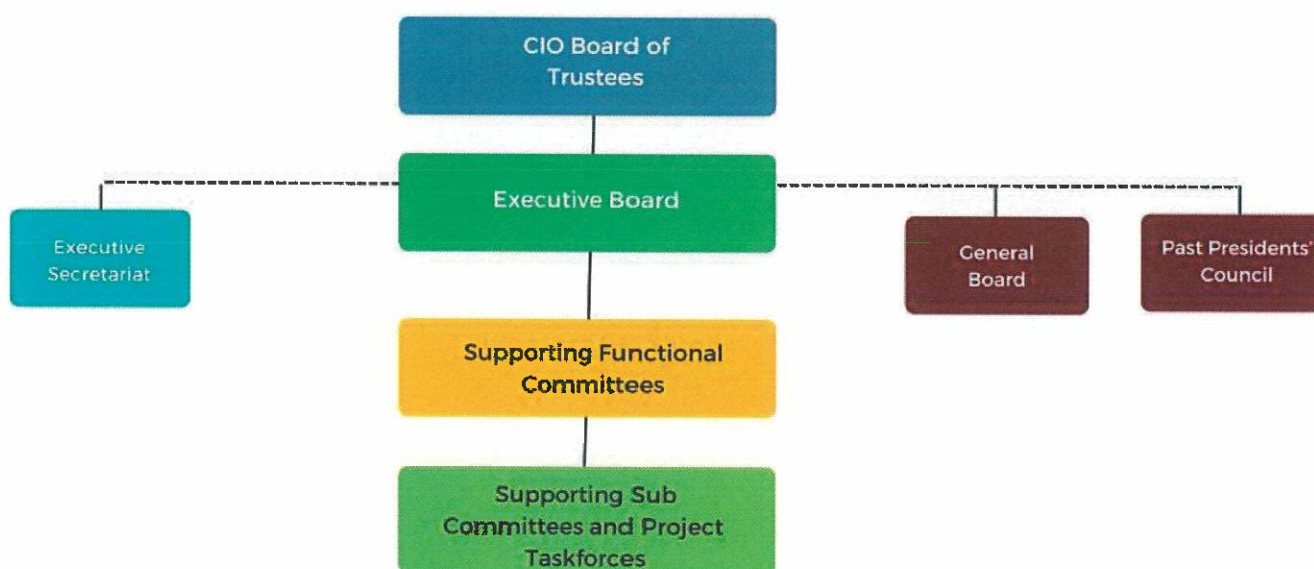 CIO Board of
Trustees
Executive Board
Executive
Secretariat
General
Board
Past Presidents'
Council
Supporting Functional
Committees
Supporting Sub
Committees and Project
Taskforces